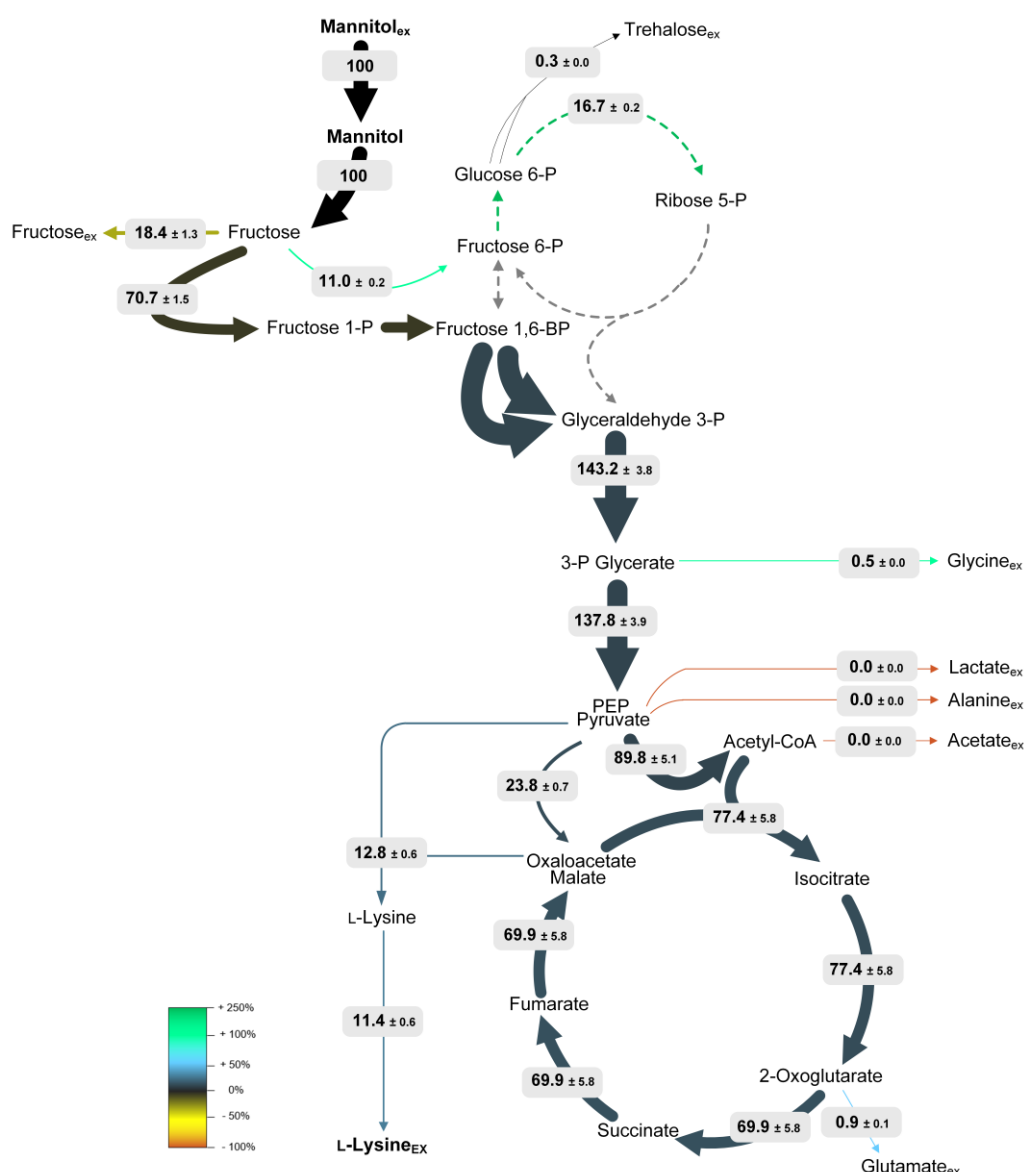 Mannitolex
100
Mannitol
100
Trehaloseex
0.3 ± 0.0
16.7 ± 0.2
Glucose 6-P
Ribose 5-P
Fructoseex
18.4 ± 1.3
Fructose
Fructose 6-P
11.0 ± 0.2
70.7 ± 1.5
Fructose 1-P
Fructose 1,6-BP
Glyceraldehyde 3-P
143.2 ± 3.8
3-P Glycerate
0.5 ± 0.0
Glycineex
137.8 ± 3.9
0.0 ± 0.0
Lactateex
PEP
Pyruvate
0.0 ± 0.0
Alanineex
Acetyl-CoA
0.0 ± 0.0
Acetateex
89.8 ± 5.1
23.8 ± 0.7
77.4 ± 5.8
12.8 ± 0.6
Oxaloacetate
Malate
Isocitrate
L-Lysine
69.9 ± 5.8
77.4 ± 5.8
Fumarate
11.4 ± 0.6
+ 250%
+ 100%
+ 50%
0%
- 50%
- 100%
69.9 ± 5.8
2-Oxoglutarate
Succinate
69.9 ± 5.8
0.9 ± 0.1
L-LysineEX
Glutamateex